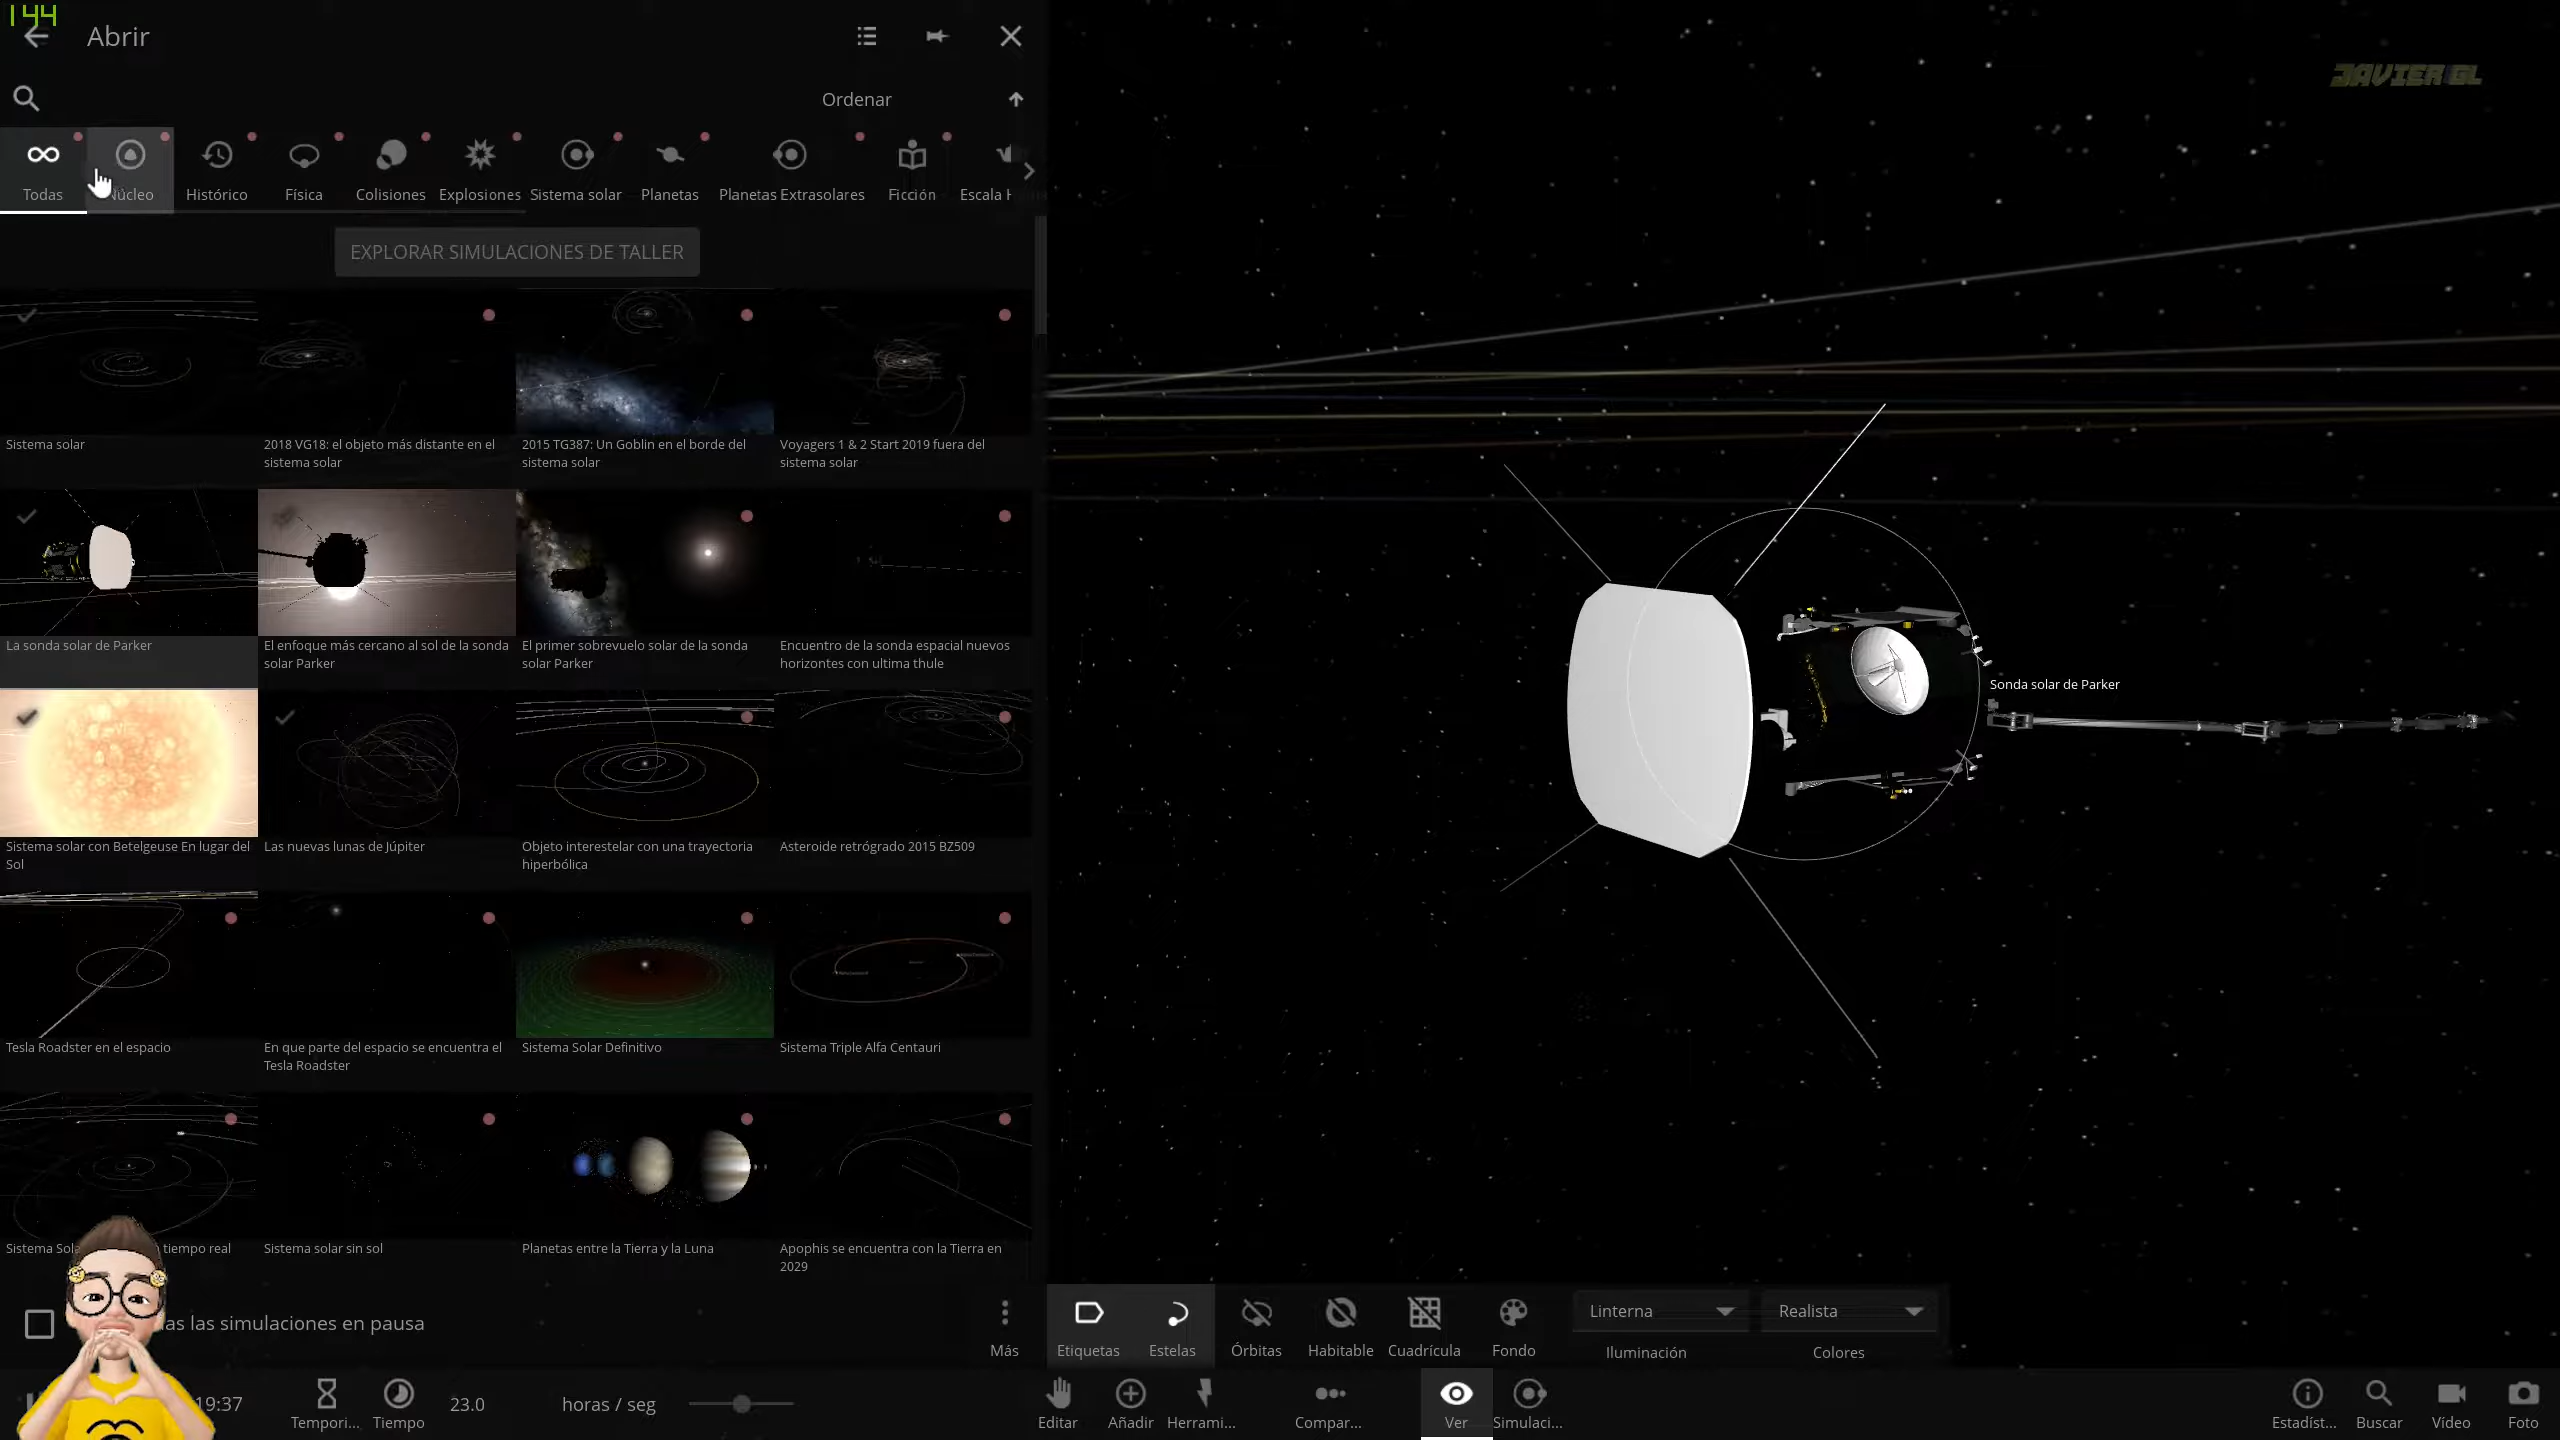 144
Abrir
JAVIER GL
Ordenar
Todas
Núcleo
Histórico
Física
Colisiones
Explosiones
Sistema solar
Planetas
Planetas Extrasolares
Ficción
Escala H
EXPLORAR SIMULACIONES DE TALLER
Sistema solar
2018 VG18: el objeto más distante en el
sistema solar
2015 TG387: Un Goblin en el borde del
sistema solar
Voyagers 1 & 2 Start 2019 fuera del
sistema solar
La sonda solar de Parker
El enfoque más cercano al sol de la sonda
solar Parker
El primer sobrevuelo solar de la sonda
solar Parker
Encuentro de la sonda espacial nuevos
horizontes con ultima thule
Sonda solar de Parker
Sistema solar con Betelgeuse En lugar del
Sol
Las nuevas lunas de Júpiter
Objeto interestelar con una trayectoria
hiperbólica
Asteroide retrógrado 2015 BZ509
Tesla Roadster en el espacio
En que parte del espacio se encuentra el
Tesla Roadster
Sistema Solar Definitivo
Sistema Triple Alfa Centauri
Sistema Sola tiempo real
Sistema solar sin sol
Planetas entre la Tierra y la Luna
Apophis se encuentra con la Tierra en
2029
as las simulaciones en pausa
Más
Etiquetas
Estelas
Órbitas
Habitable
Cuadrícula
Fondo
Linterna
Iluminación
Realista
Colores
19:37
Tempori...
Tiempo
23.0
horas / seg
Editar
Añadir
Herrami...
Compar...
Ver
Simulaci...
Estadíst...
Buscar
Vídeo
Foto